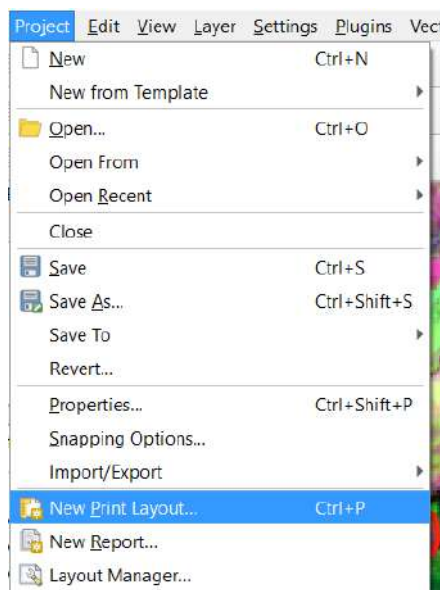 Project Edit View Layer Settings Plugins Vect
New Ctrl+N
New from Template
Open... Ctrl+O
Open From
Open Recent
Close
Save Ctrl+S
Save As... Ctrl+Shift+S
Save To
Revert...
Properties... Ctrl+Shift+P
Snapping Options...
Import/Export
New Print Layout... Ctrl+P
New Report...
Layout Manager...